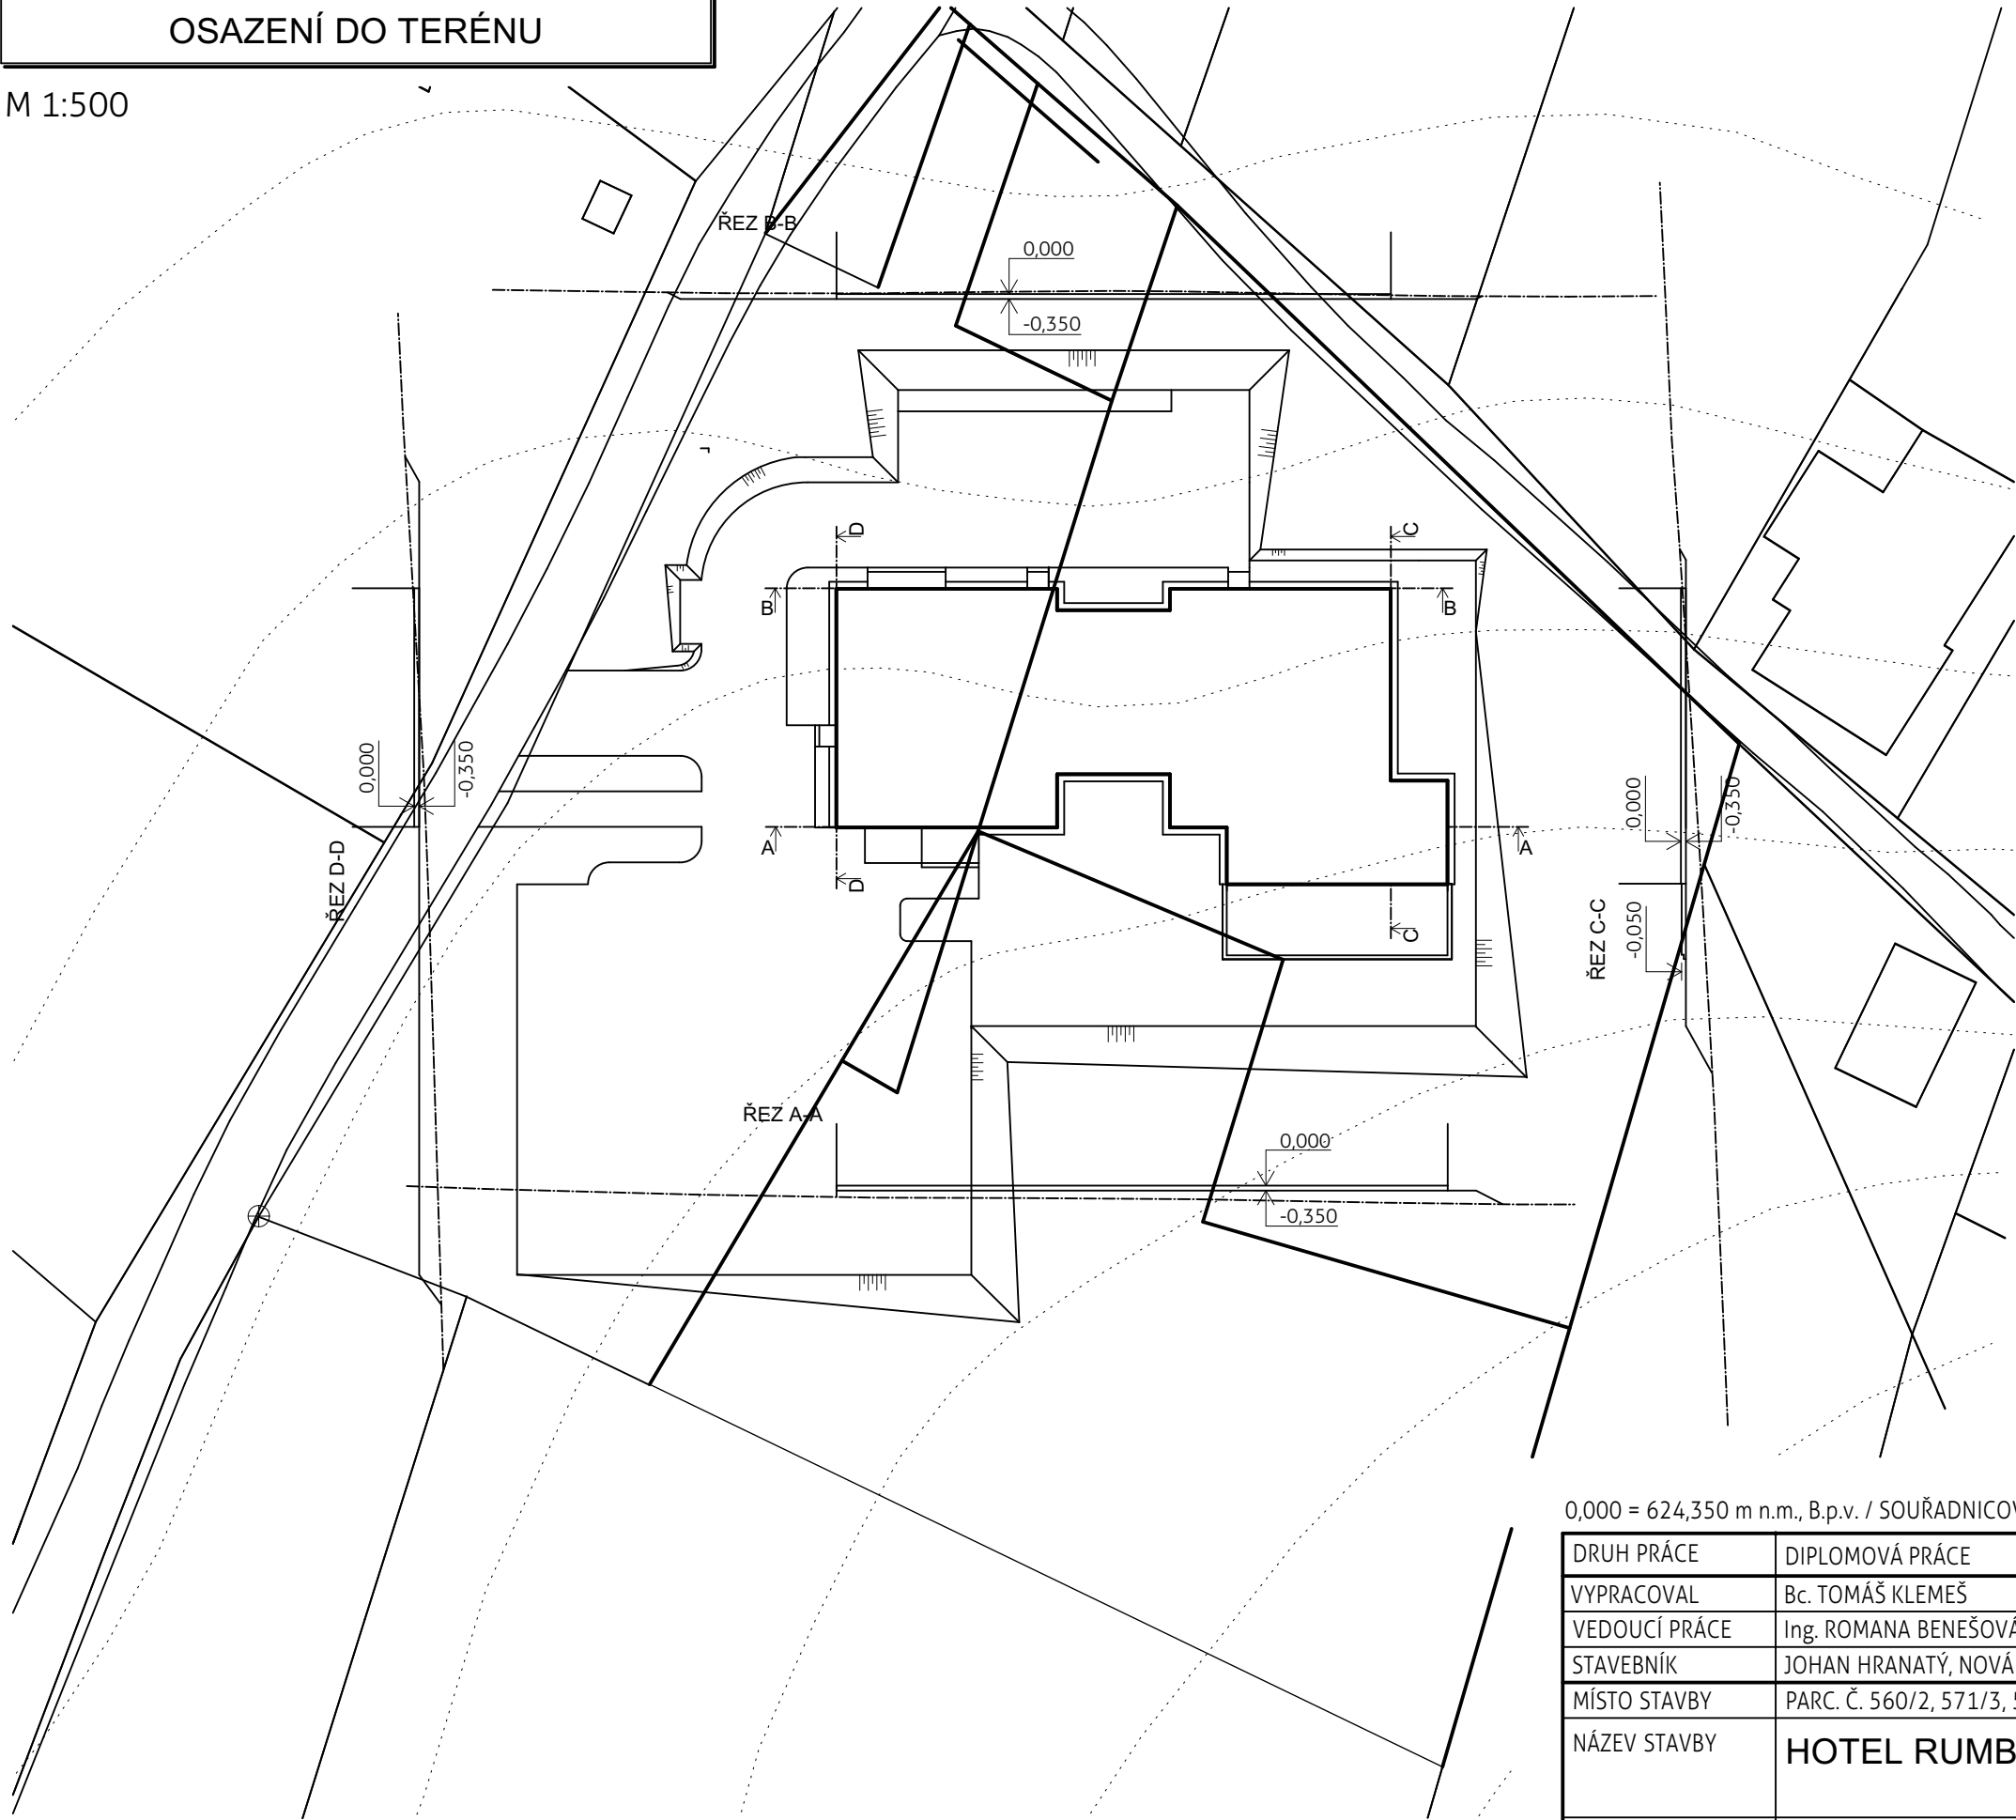 OSAZENÍ DO TERÉNU
M 1:500
ŘEZ B-B
0,000
-0,350
D
C
B
B
0,000
-0,350
ŘEZ D-D
A
A
D
C
0,000
-0,350
-0,050
ŘEZ C-C
ŘEZ A-A
0,000
-0,350
0,000 = 624,350 m n.m., B.p.v. /
DRUH PRÁCE DIPLOMOVÁ PRÁCE
VYPRACOVAL Bc. TOMÁŠ KLEMEŠ
VEDOUCÍ PRÁCE Ing. ROMANA BENEŠOVÁ
STAVEBNÍK JOHAN HRANATÝ, NOVÁ
MÍSTO STAVBY PARC. Č. 560/2, 571/3,
NÁZEV STAVBY HOTEL